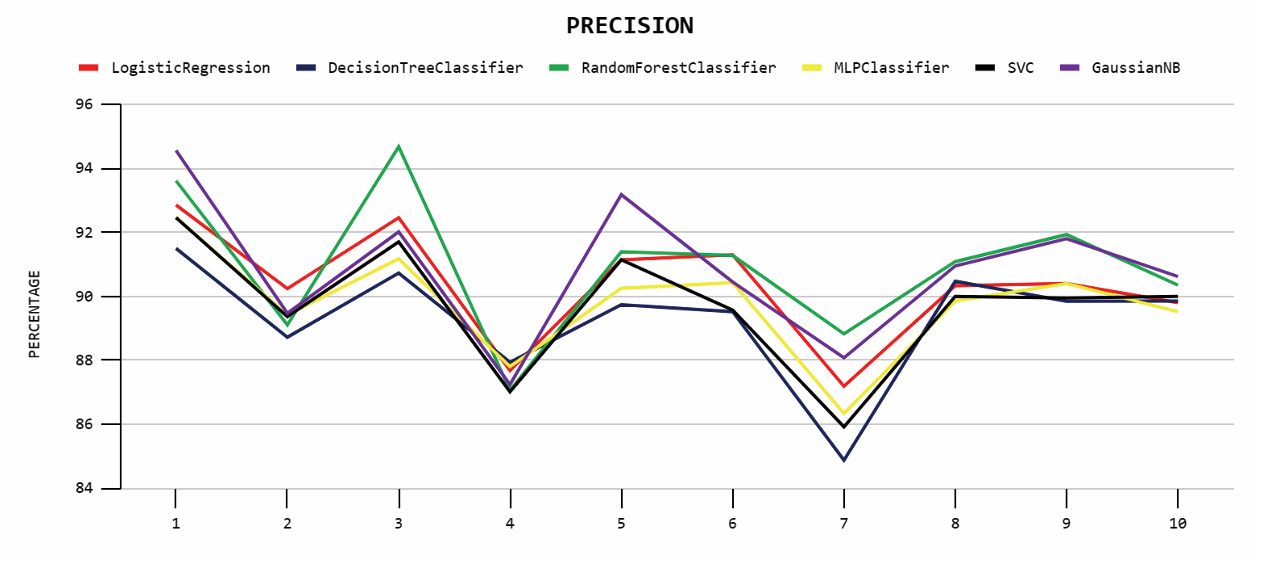 PRECISION
LogisticRegression DecisionTreeClassifier RandomForestClassifier MLPClassifier SVC GaussianNB
96
94
92
90
88
86
84
PERCENTAGE
1 2 3 4 5 6 7 8 9 10